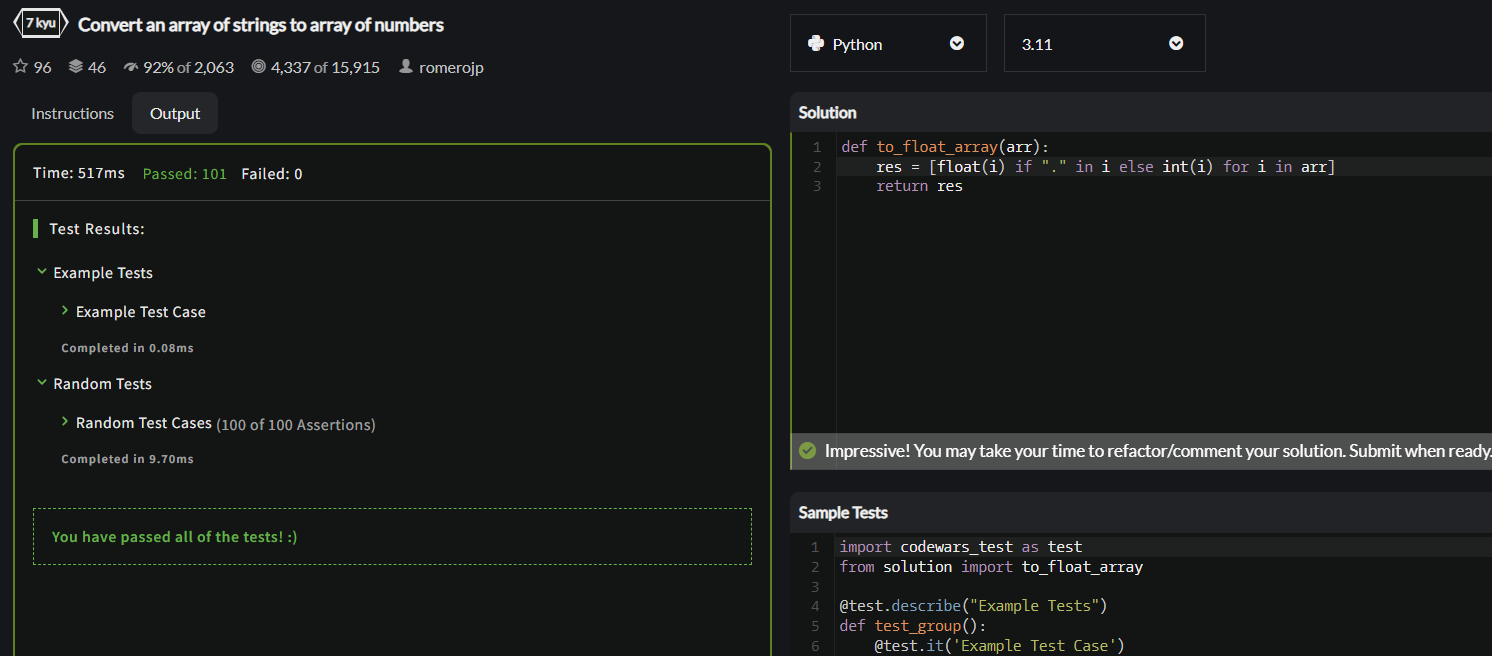 7 kyu Convert an array of strings to array of numbers
96 46 92% of 2,063 4,337 of 15,915 romerojp
Instructions Output
Time: 517ms Passed: 101 Failed: 0
Test Results:
Example Tests
Example Test Case
Completed in 0.08ms
Random Tests
Random Test Cases (100 of 100 Assertions)
Completed in 9.70ms
You have passed all of the tests! :)
Python 3.11
Solution
1 def to_float_array(arr):
2 res = [float(i) if "." in i else int(i) for i in arr]
3 return res
Impressive! You may take your time to refactor/comment your solution. Submit when ready.
Sample Tests
1 import codewars_test as test
2 from solution import to_float_array
3
4 @test.describe("Example Tests")
5 def test_group():
6 @test.it('Example Test Case')